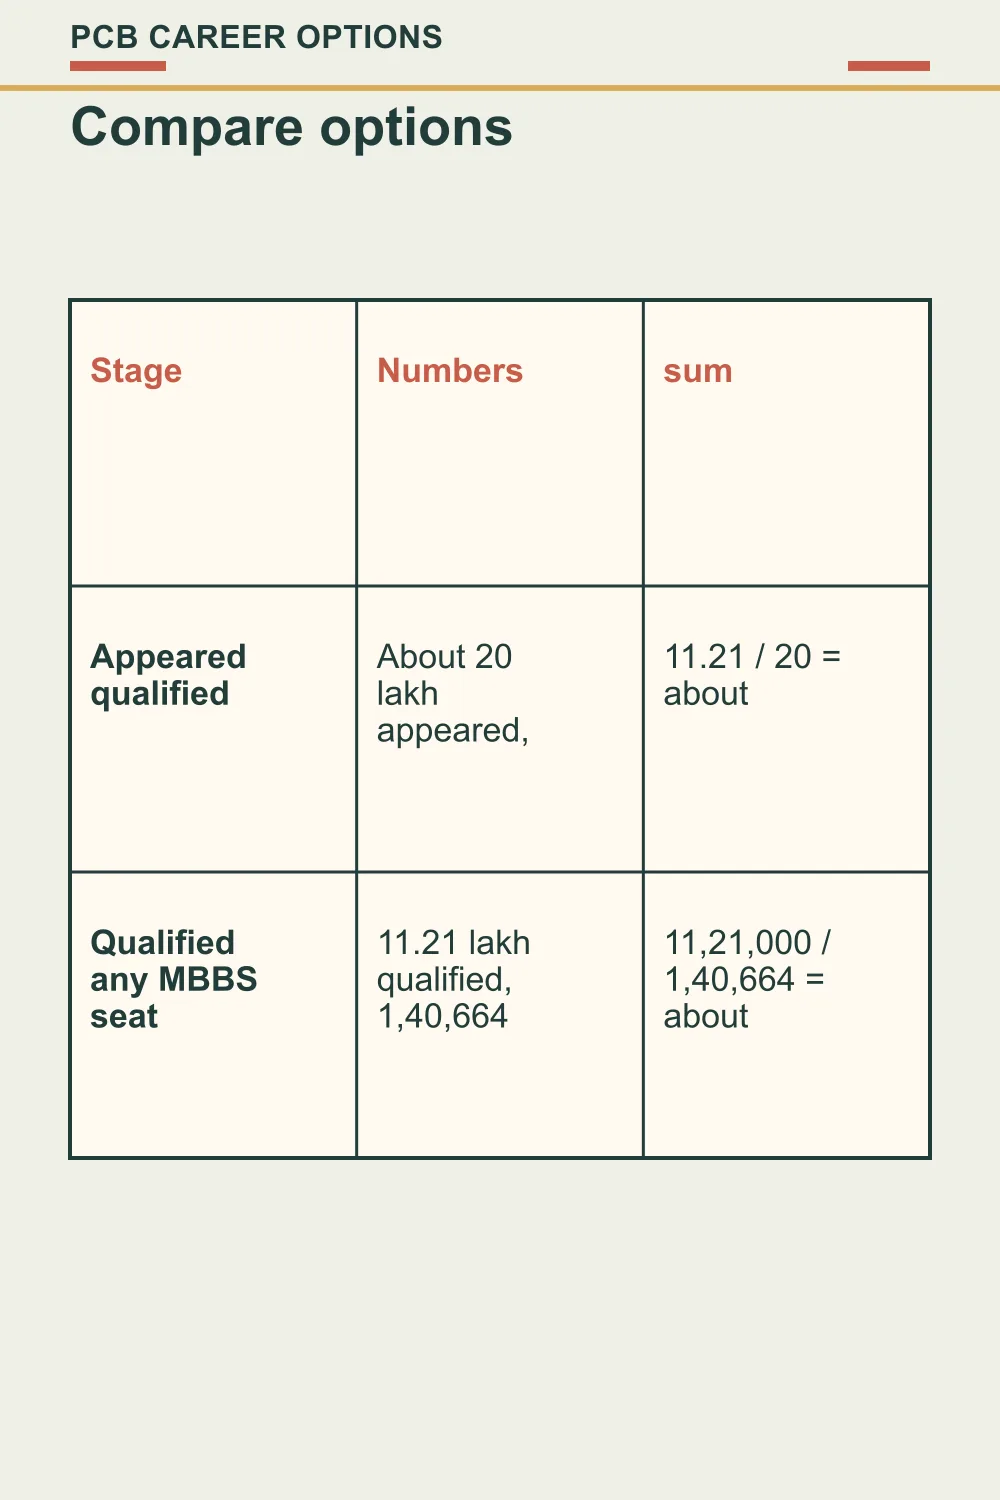 PCB CAREER OPTIONS
Compare options
Stage
Numbers
sum
Appeared
qualified
About 20
lakh
appeared,
11.21 / 20 =
about
Qualified
any MBBS
seat
11.21 lakh
qualified,
1,40,664
11,21,000 /
1,40,664 =
about